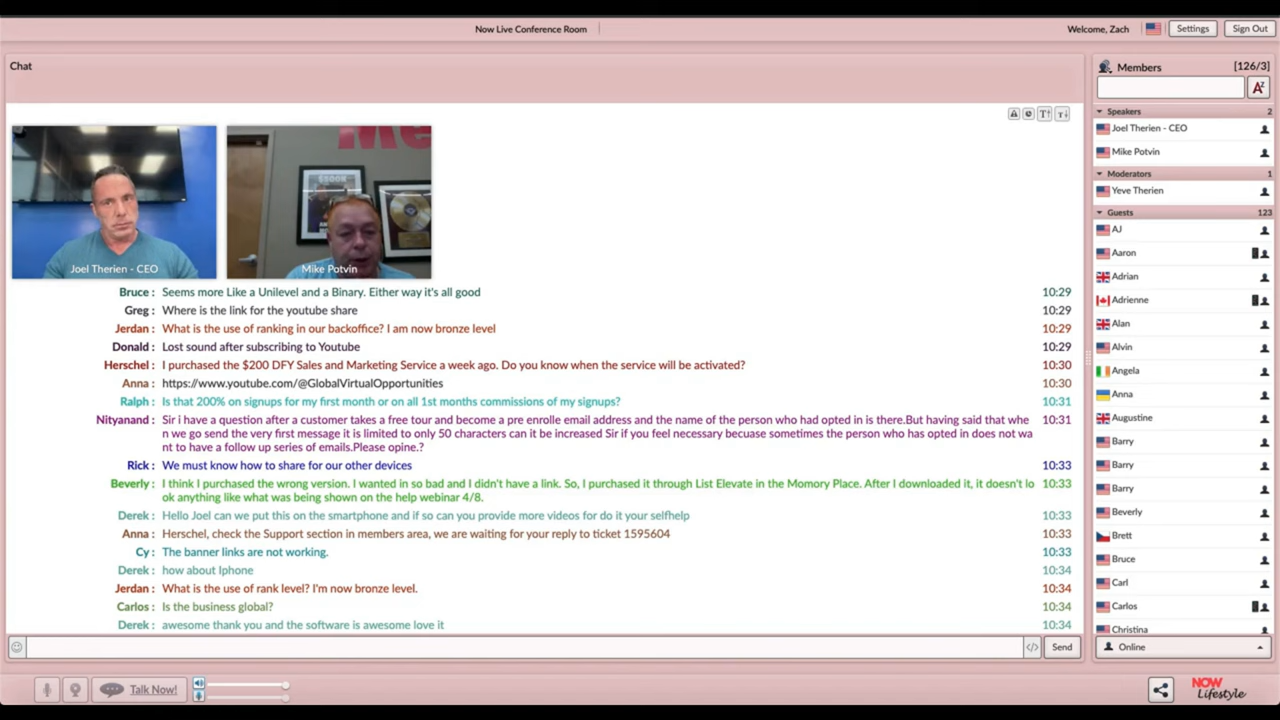 Now Live Conference Room
Welcome, Zach
Settings
Sign Out
Chat
Members
[126/3]
Speakers 2
Joel Therien - CEO
Mike Potvin
Moderators 1
Yeve Therien
Guests 123
AJ
Aaron
Adrian
Adrienne
Alan
Alvin
Angela
Anna
Augustine
Barry
Barry
Barry
Beverly
Brett
Bruce
Carl
Carlos
Christina
Online
$500K
Joel Therien - CEO
Mike Potvin
Bruce : Seems more Like a Unilevel and a Binary. Either way it's all good 10:29
Greg : Where is the link for the youtube share 10:29
Jerdan : What is the use of ranking in our backoffice? I am now bronze level 10:29
Donald : Lost sound after subscribing to Youtube 10:29
Herschel : I purchased the $200 DFY Sales and Marketing Service a week ago. Do you know when the service will be activated? 10:30
Anna : https://www.youtube.com/@GlobalVirtualOpportunities 10:30
Ralph : Is that 200% on signups for my first month or on all 1st months commissions of my signups? 10:31
Nityanand : Sir i have a question after a customer takes a free tour and become a pre enrolle email address and the name of the person who had opted in is there.But having said that whe 10:31
n we go send the very first message it is limited to only 50 characters can it be increased Sir if you feel necessary becuase sometimes the person who has opted in does not wa
nt to have a follow up series of emails.Please opine.?
Rick : We must know how to share for our other devices 10:33
Beverly : I think I purchased the wrong version. I wanted in so bad and I didn't have a link. So, I purchased it through List Elevate in the Momory Place. After I downloaded it, it doesn't lo 10:33
ok anything like what was being shown on the help webinar 4/8.
Derek : Hello Joel can we put this on the smartphone and if so can you provide more videos for do it your selfhelp 10:33
Anna : Herschel, check the Support section in members area, we are waiting for your reply to ticket 1595604 10:33
Cy : The banner links are not working. 10:33
Derek : how about Iphone 10:34
Jerdan : What is the use of rank level? I'm now bronze level. 10:34
Carlos : Is the business global? 10:34
Derek : awesome thank you and the software is awesome love it 10:34
Send
Talk Now!
NOW
Lifestyle